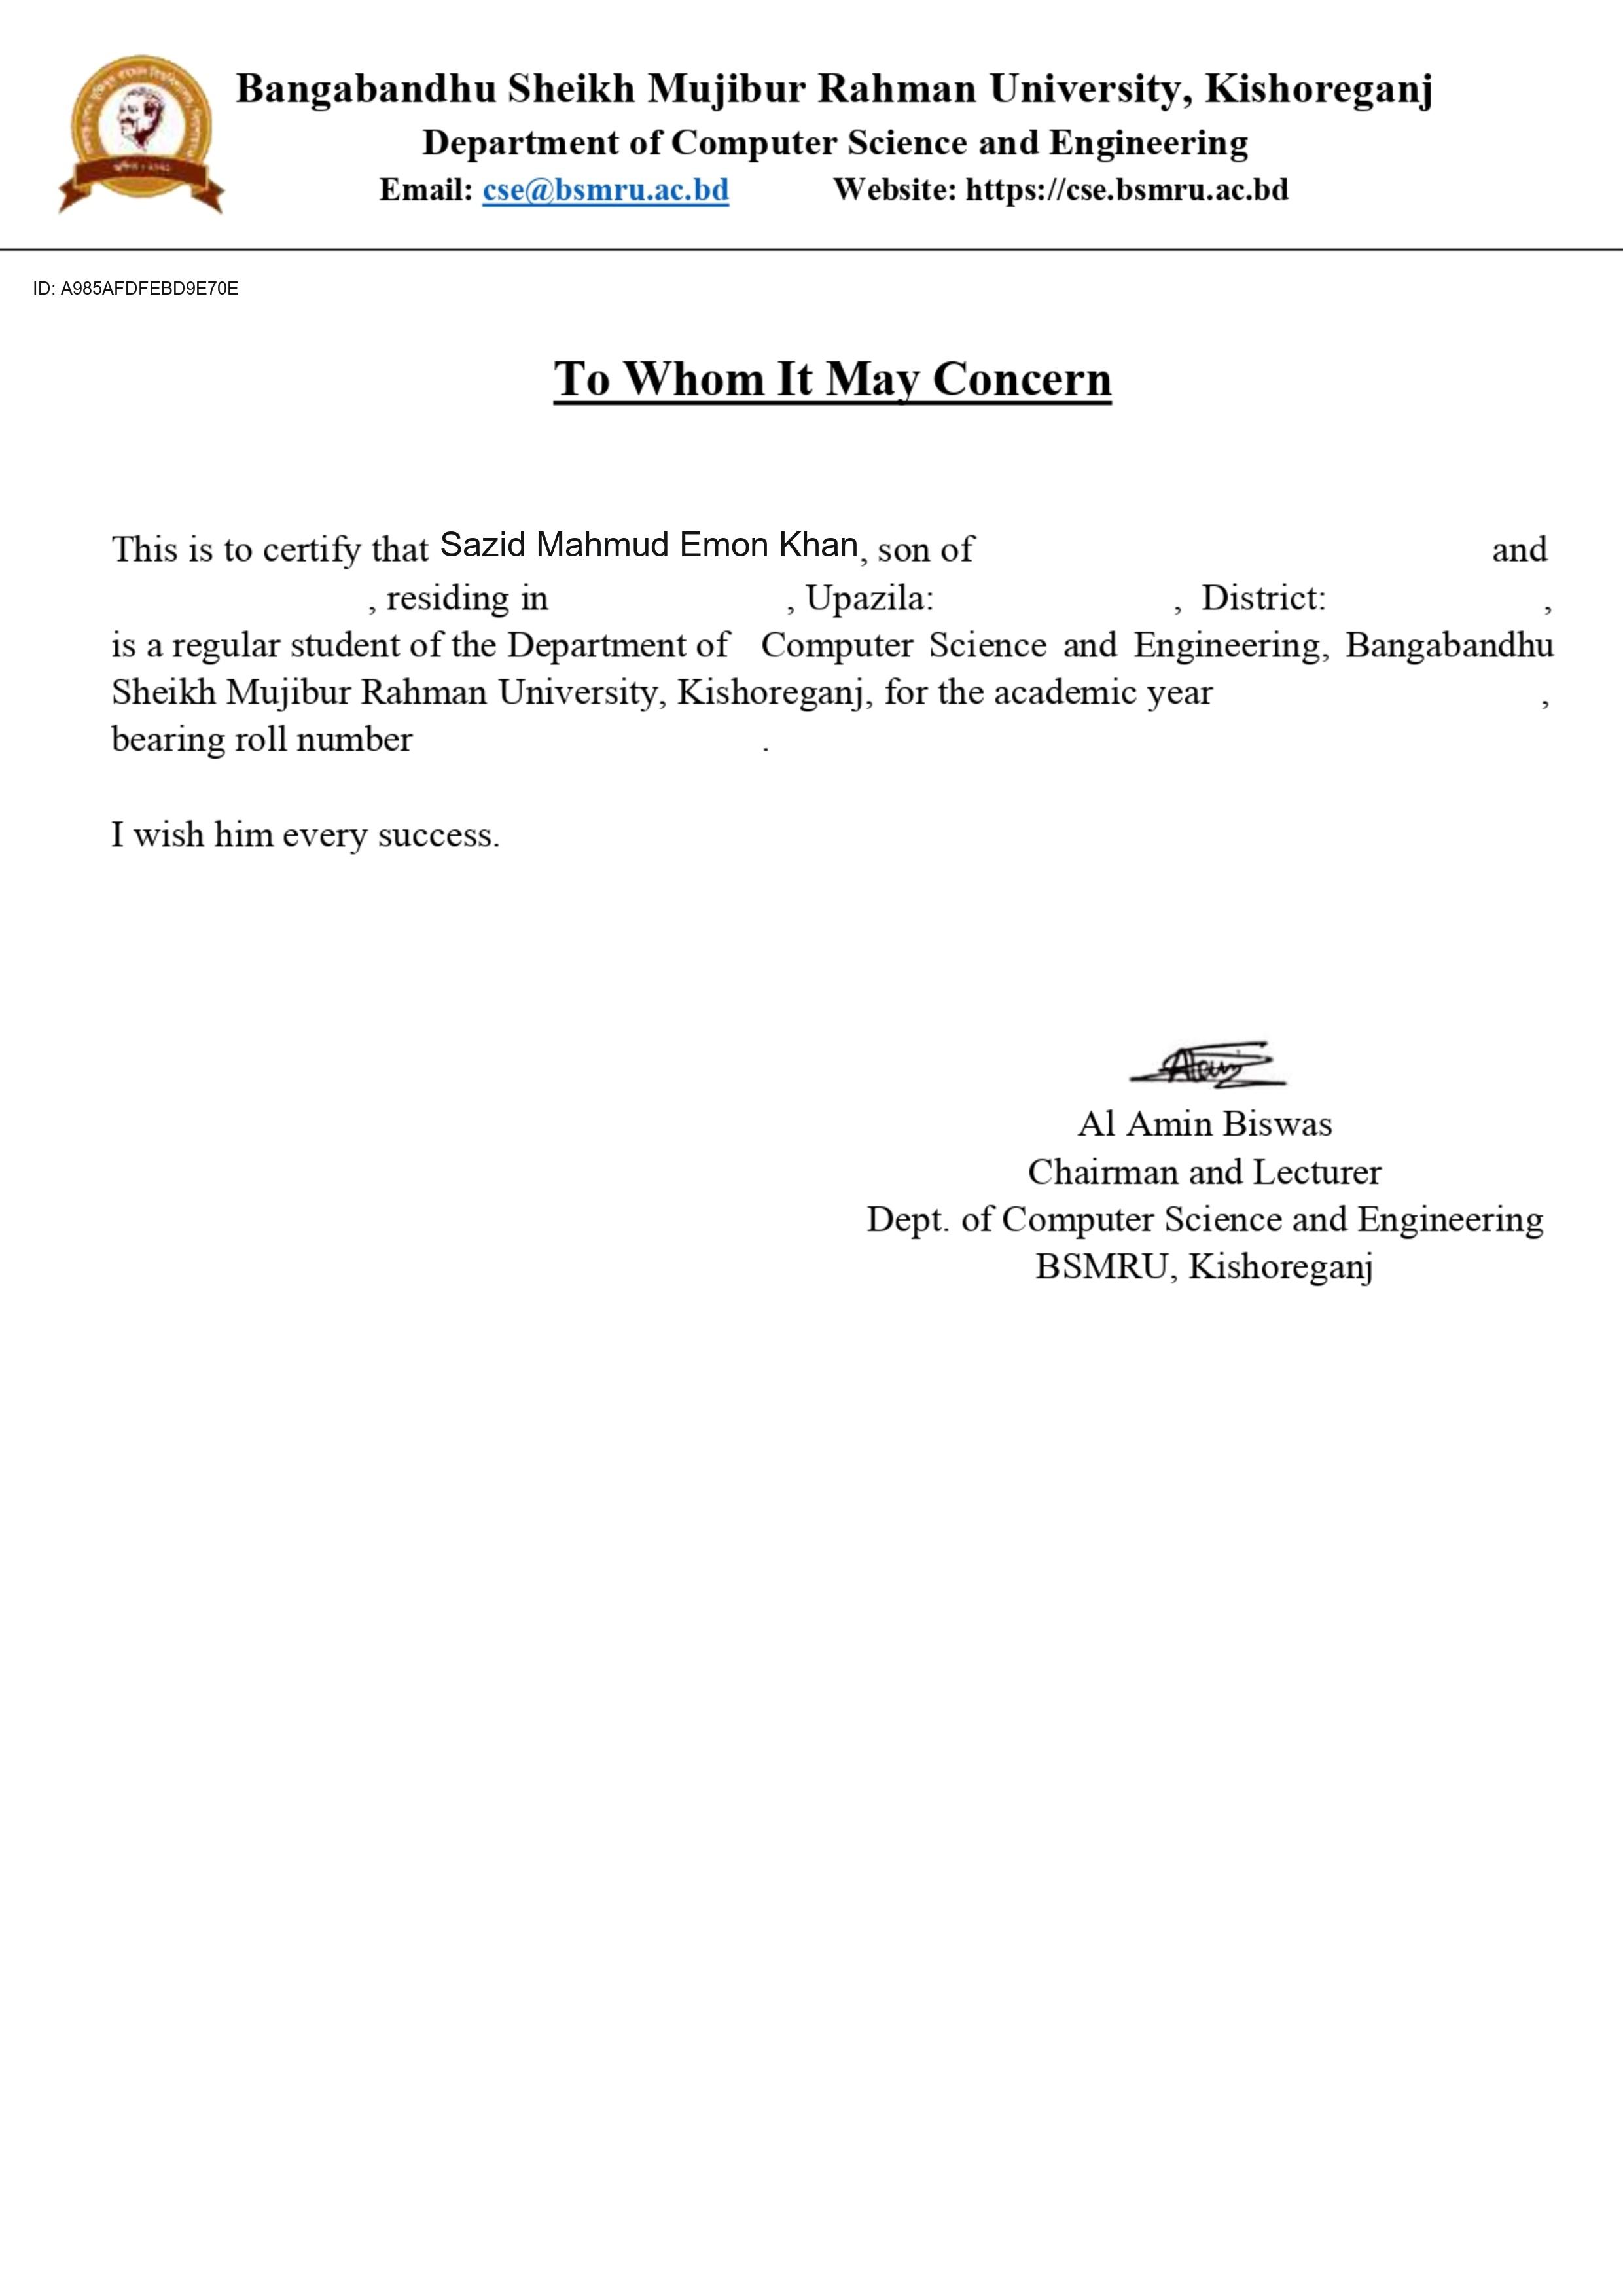 Bangabandhu Sheikh Mujibur Rahman University, Kishoreganj
Department of Computer Science and Engineering
Email: cse@bsmru.ac.bd Website: https://cse.bsmru.ac.bd
ID: A985AFDFEBD9E70E
To Whom It May Concern
This is to certify that Sazid Mahmud Emon Khan, son of and
, residing in , Upazila: , District: ,
is a regular student of the Department of Computer Science and Engineering, Bangabandhu
Sheikh Mujibur Rahman University, Kishoreganj, for the academic year ,
bearing roll number .
I wish him every success.
Al Amin Biswas
Chairman and Lecturer
Dept. of Computer Science and Engineering
BSMRU, Kishoreganj